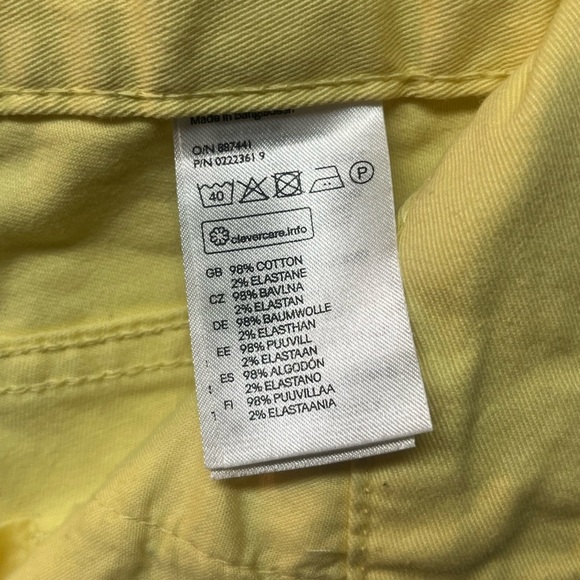 Made in Bangladesh
O/N 887441
P/N 0222361 9
40
P
clevercare.info
GB 98% COTTON
2% ELASTANE
CZ 98% BAVLNA
2% ELASTAN
DE 98% BAUMWOLLE
2% ELASTHAN
EE 98% PUUVILL
2% ELASTAAN
ES 98% ALGODÓN
2% ELASTANO
FI 98% PUUVILLAA
2% ELASTAANIA